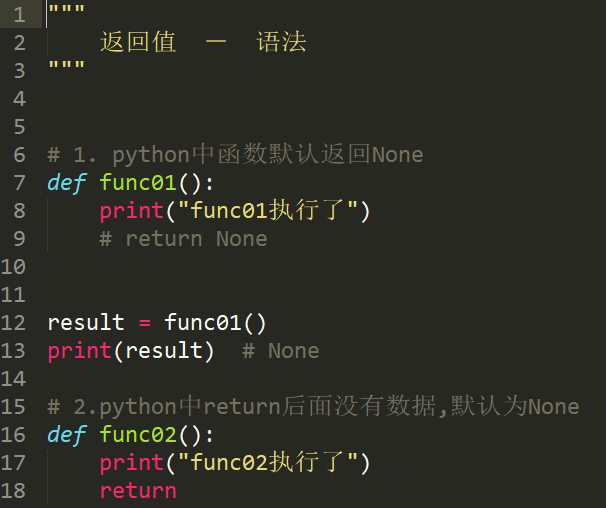 1 """
2     返回值  －  语法
3 """
4
5
6 # 1. python中函数默认返回None
7 def func01():
8     print("func01执行了")
9     # return None
10
11
12 result = func01()
13 print(result)  # None
14
15 # 2.python中return后面没有数据,默认为None
16 def func02():
17     print("func02执行了")
18     return